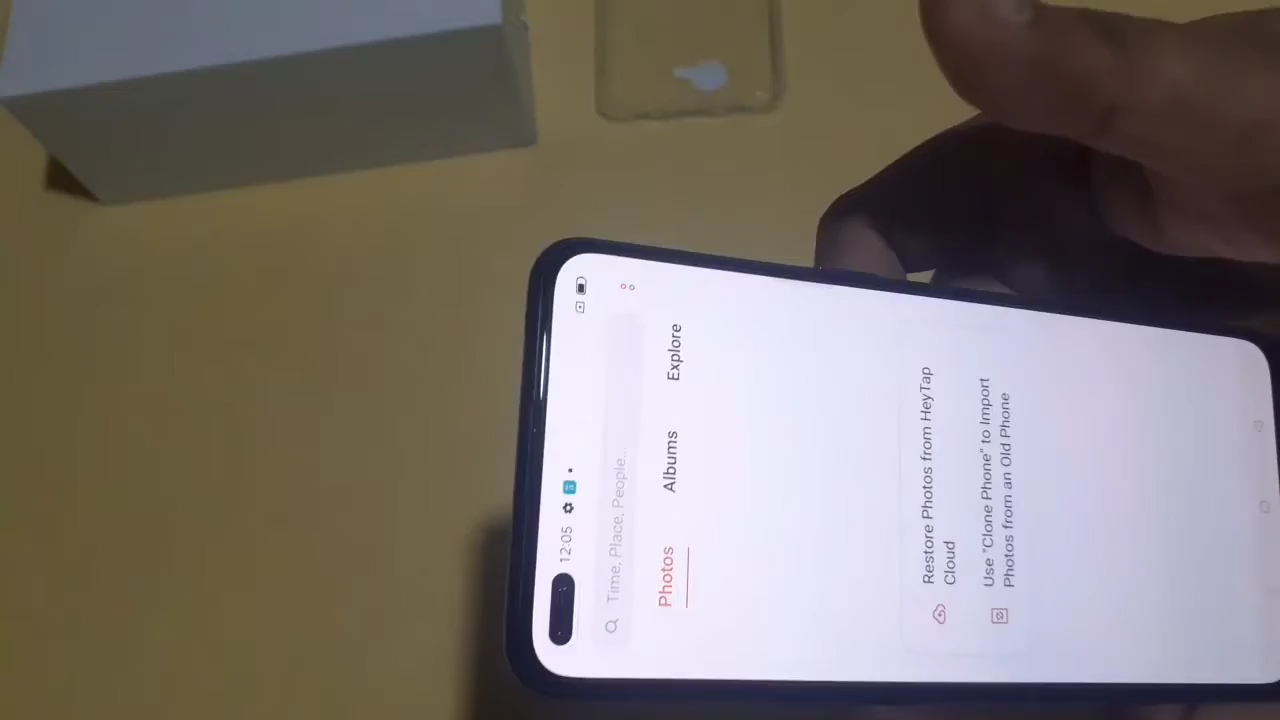 12:05
Time, Place, People...
Photos Albums Explore
Restore Photos from HeyTap
Cloud
Use "Clone Phone" to Import
Photos from an Old Phone